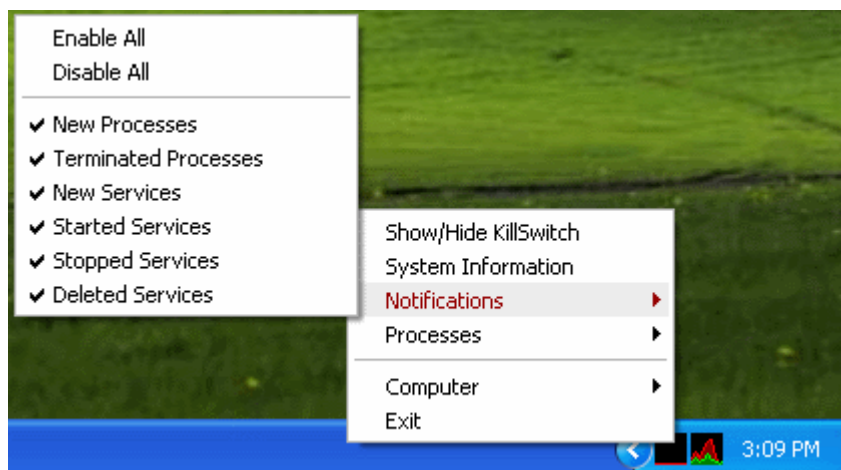 Enable All
Disable All
New Processes
Terminated Processes
New Services
Started Services
Stopped Services
Deleted Services
Show/Hide KillSwitch
System Information
Notifications
Processes
Computer
Exit
3:09 PM